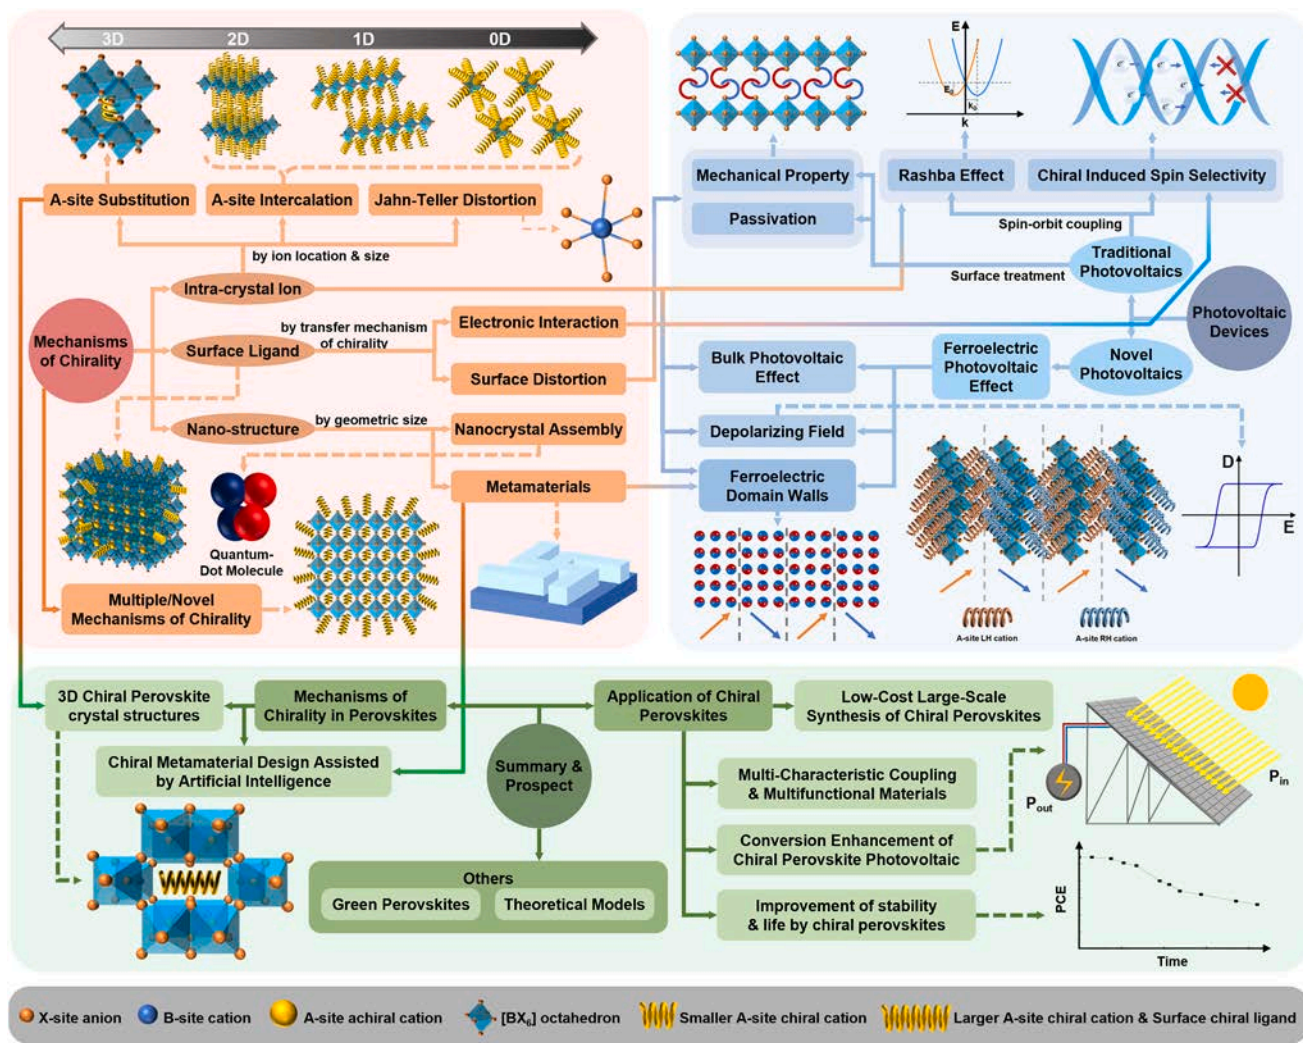 3D
2D
1D
0D
A-site Substitution
A-site Intercalation
Jahn-Teller Distortion
by ion location & size
Intra-crystal Ion
Mechanisms
of Chirality
Surface Ligand
by transfer mechanism
of chirality
Electronic Interaction
Surface Distortion
Nano-structure
by geometric size
Nanocrystal Assembly
Metamaterials
Quantum-
Dot Molecule
Multiple/Novel
Mechanisms of Chirality
E
E₀
k₀
k
e⁻
e⁻
e⁻
e⁻
Mechanical Property
Passivation
Rashba Effect
Chiral Induced Spin Selectivity
Spin-orbit coupling
Surface treatment
Traditional
Photovoltaics
Photovoltaic
Devices
Novel
Photovoltaics
Ferroelectric
Photovoltaic
Effect
Bulk Photovoltaic
Effect
Depolarizing Field
Ferroelectric
Domain Walls
D
E
A-site LH cation
A-site RH cation
3D Chiral Perovskite
crystal structures
Mechanisms of
Chirality in Perovskites
Application of Chiral
Perovskites
Low-Cost Large-Scale
Synthesis of Chiral Perovskites
Chiral Metamaterial Design Assisted
by Artificial Intelligence
Summary &
Prospect
Multi-Characteristic Coupling
& Multifunctional Materials
Conversion Enhancement of
Chiral Perovskite Photovoltaic
Improvement of stability
& life by chiral perovskites
Others
Green Perovskites
Theoretical Models
Pout
Pin
PCE
Time
X-site anion
B-site cation
A-site achiral cation
[BX₆] octahedron
Smaller A-site chiral cation
Larger A-site chiral cation & Surface chiral ligand